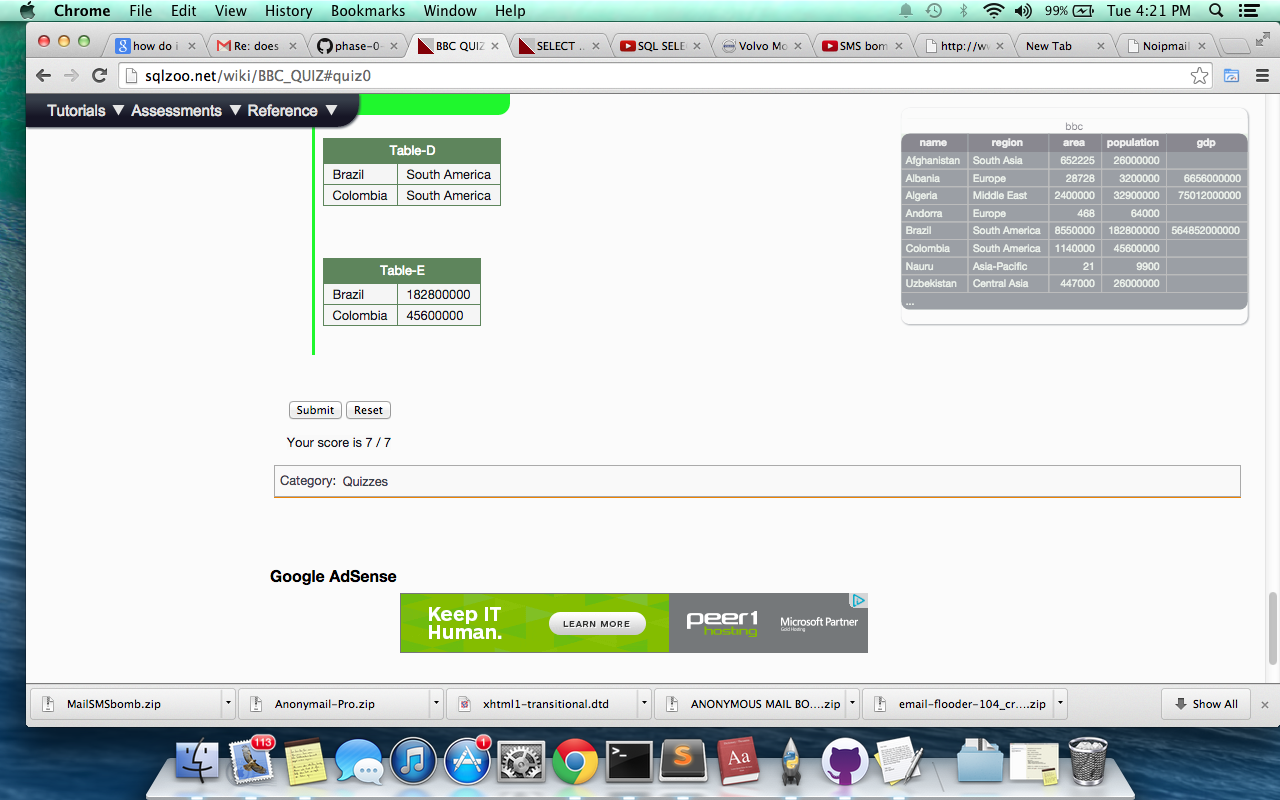 Chrome File Edit View History Bookmarks Window Help 99% Tue 4:21 PM
how do i Re: does phase-0 BBC QUIZ SELECT .. SQL SELE Volvo Mo SMS bom http://w New Tab Noipmail
sqlzoo.net/wiki/BBC_QUIZ#quiz0
Tutorials ▼ Assessments ▼ Reference ▼
Table-D
Brazil South America
Colombia South America
Table-E
Brazil 182800000
Colombia 45600000
bbc
name region area population gdp
Afghanistan South Asia 652225 26000000
Albania Europe 28728 3200000 6656000000
Algeria Middle East 2400000 32900000 75012000000
Andorra Europe 468 64000
Brazil South America 8550000 182800000 564852000000
Colombia South America 1140000 45600000
Nauru Asia-Pacific 21 9900
Uzbekistan Central Asia 447000 26000000
...
Submit Reset
Your score is 7 / 7
Category: Quizzes
Google AdSense
Keep IT
Human.
LEARN MORE
peer1
hosting
Microsoft Partner
Gold Hosting
MailSMSbomb.zip Anonymail-Pro.zip xhtml1-transitional.dtd ANONYMOUS MAIL BO....zip email-flooder-104_cr....zip Show All
113
1
Aa
S